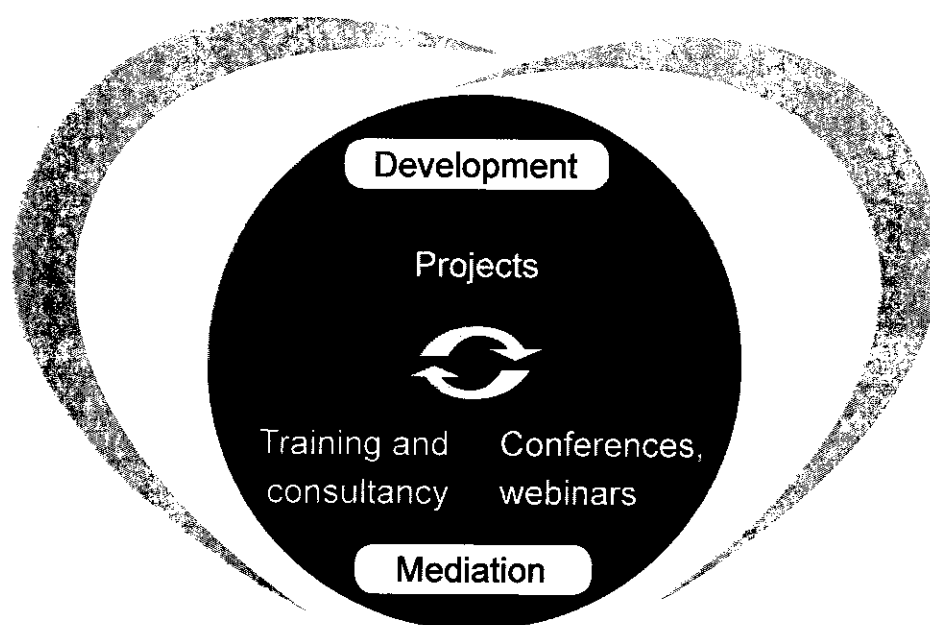 Development
Projects
Training and
consultancy
Conferences,
webinars
Mediation